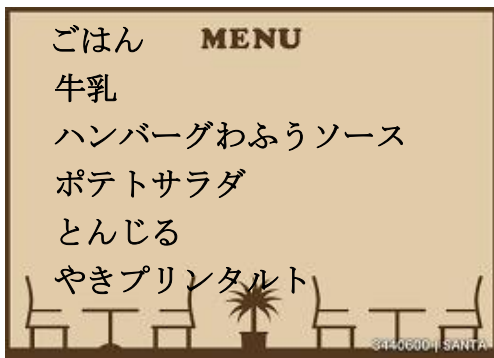 MENU
ごはん
牛乳
ハンバーグわふうソース
ポテトサラダ
とんじる
やきプリンタルト
3440600 | SANTA